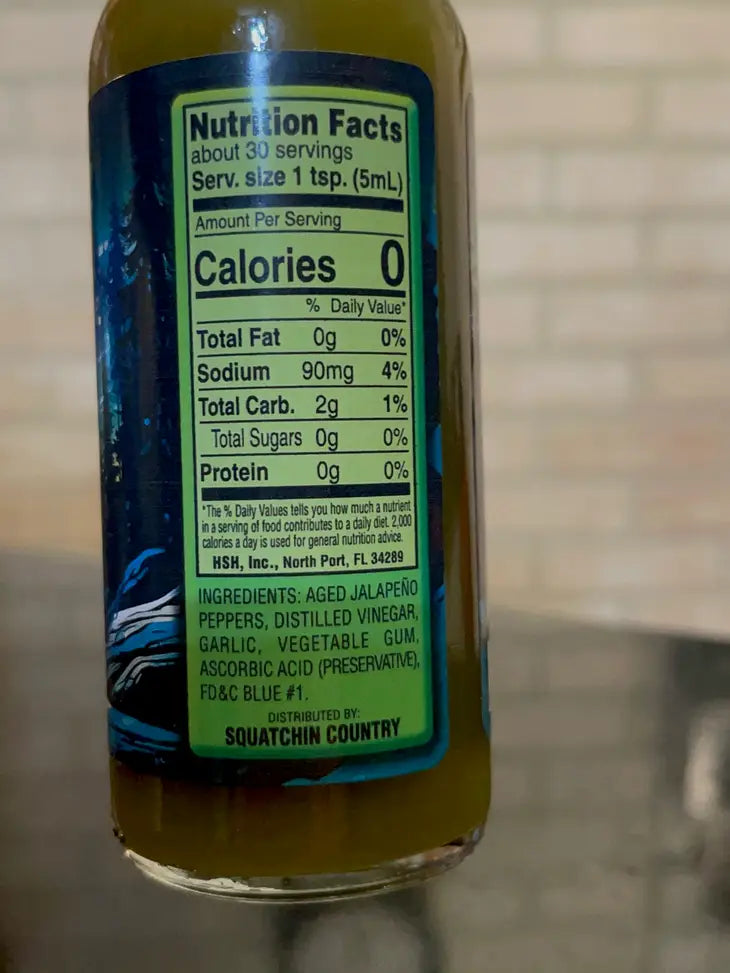 Nutrition Facts
about 30 servings
Serv. size 1 tsp. (5mL)
Amount Per Serving
Calories 0
% Daily Value*
Total Fat 0g 0%
Sodium 90mg 4%
Total Carb. 2g 1%
Total Sugars 0g 0%
Protein 0g 0%
*The % Daily Values tells you how much a nutrient
in a serving of food contributes to a daily diet. 2,000
calories a day is used for general nutrition advice.
HSH, Inc., North Port, FL 34289
INGREDIENTS: AGED JALAPEÑO
PEPPERS, DISTILLED VINEGAR,
GARLIC, VEGETABLE GUM,
ASCORBIC ACID (PRESERVATIVE),
FD&C BLUE #1.
DISTRIBUTED BY:
SQUATCHIN COUNTRY